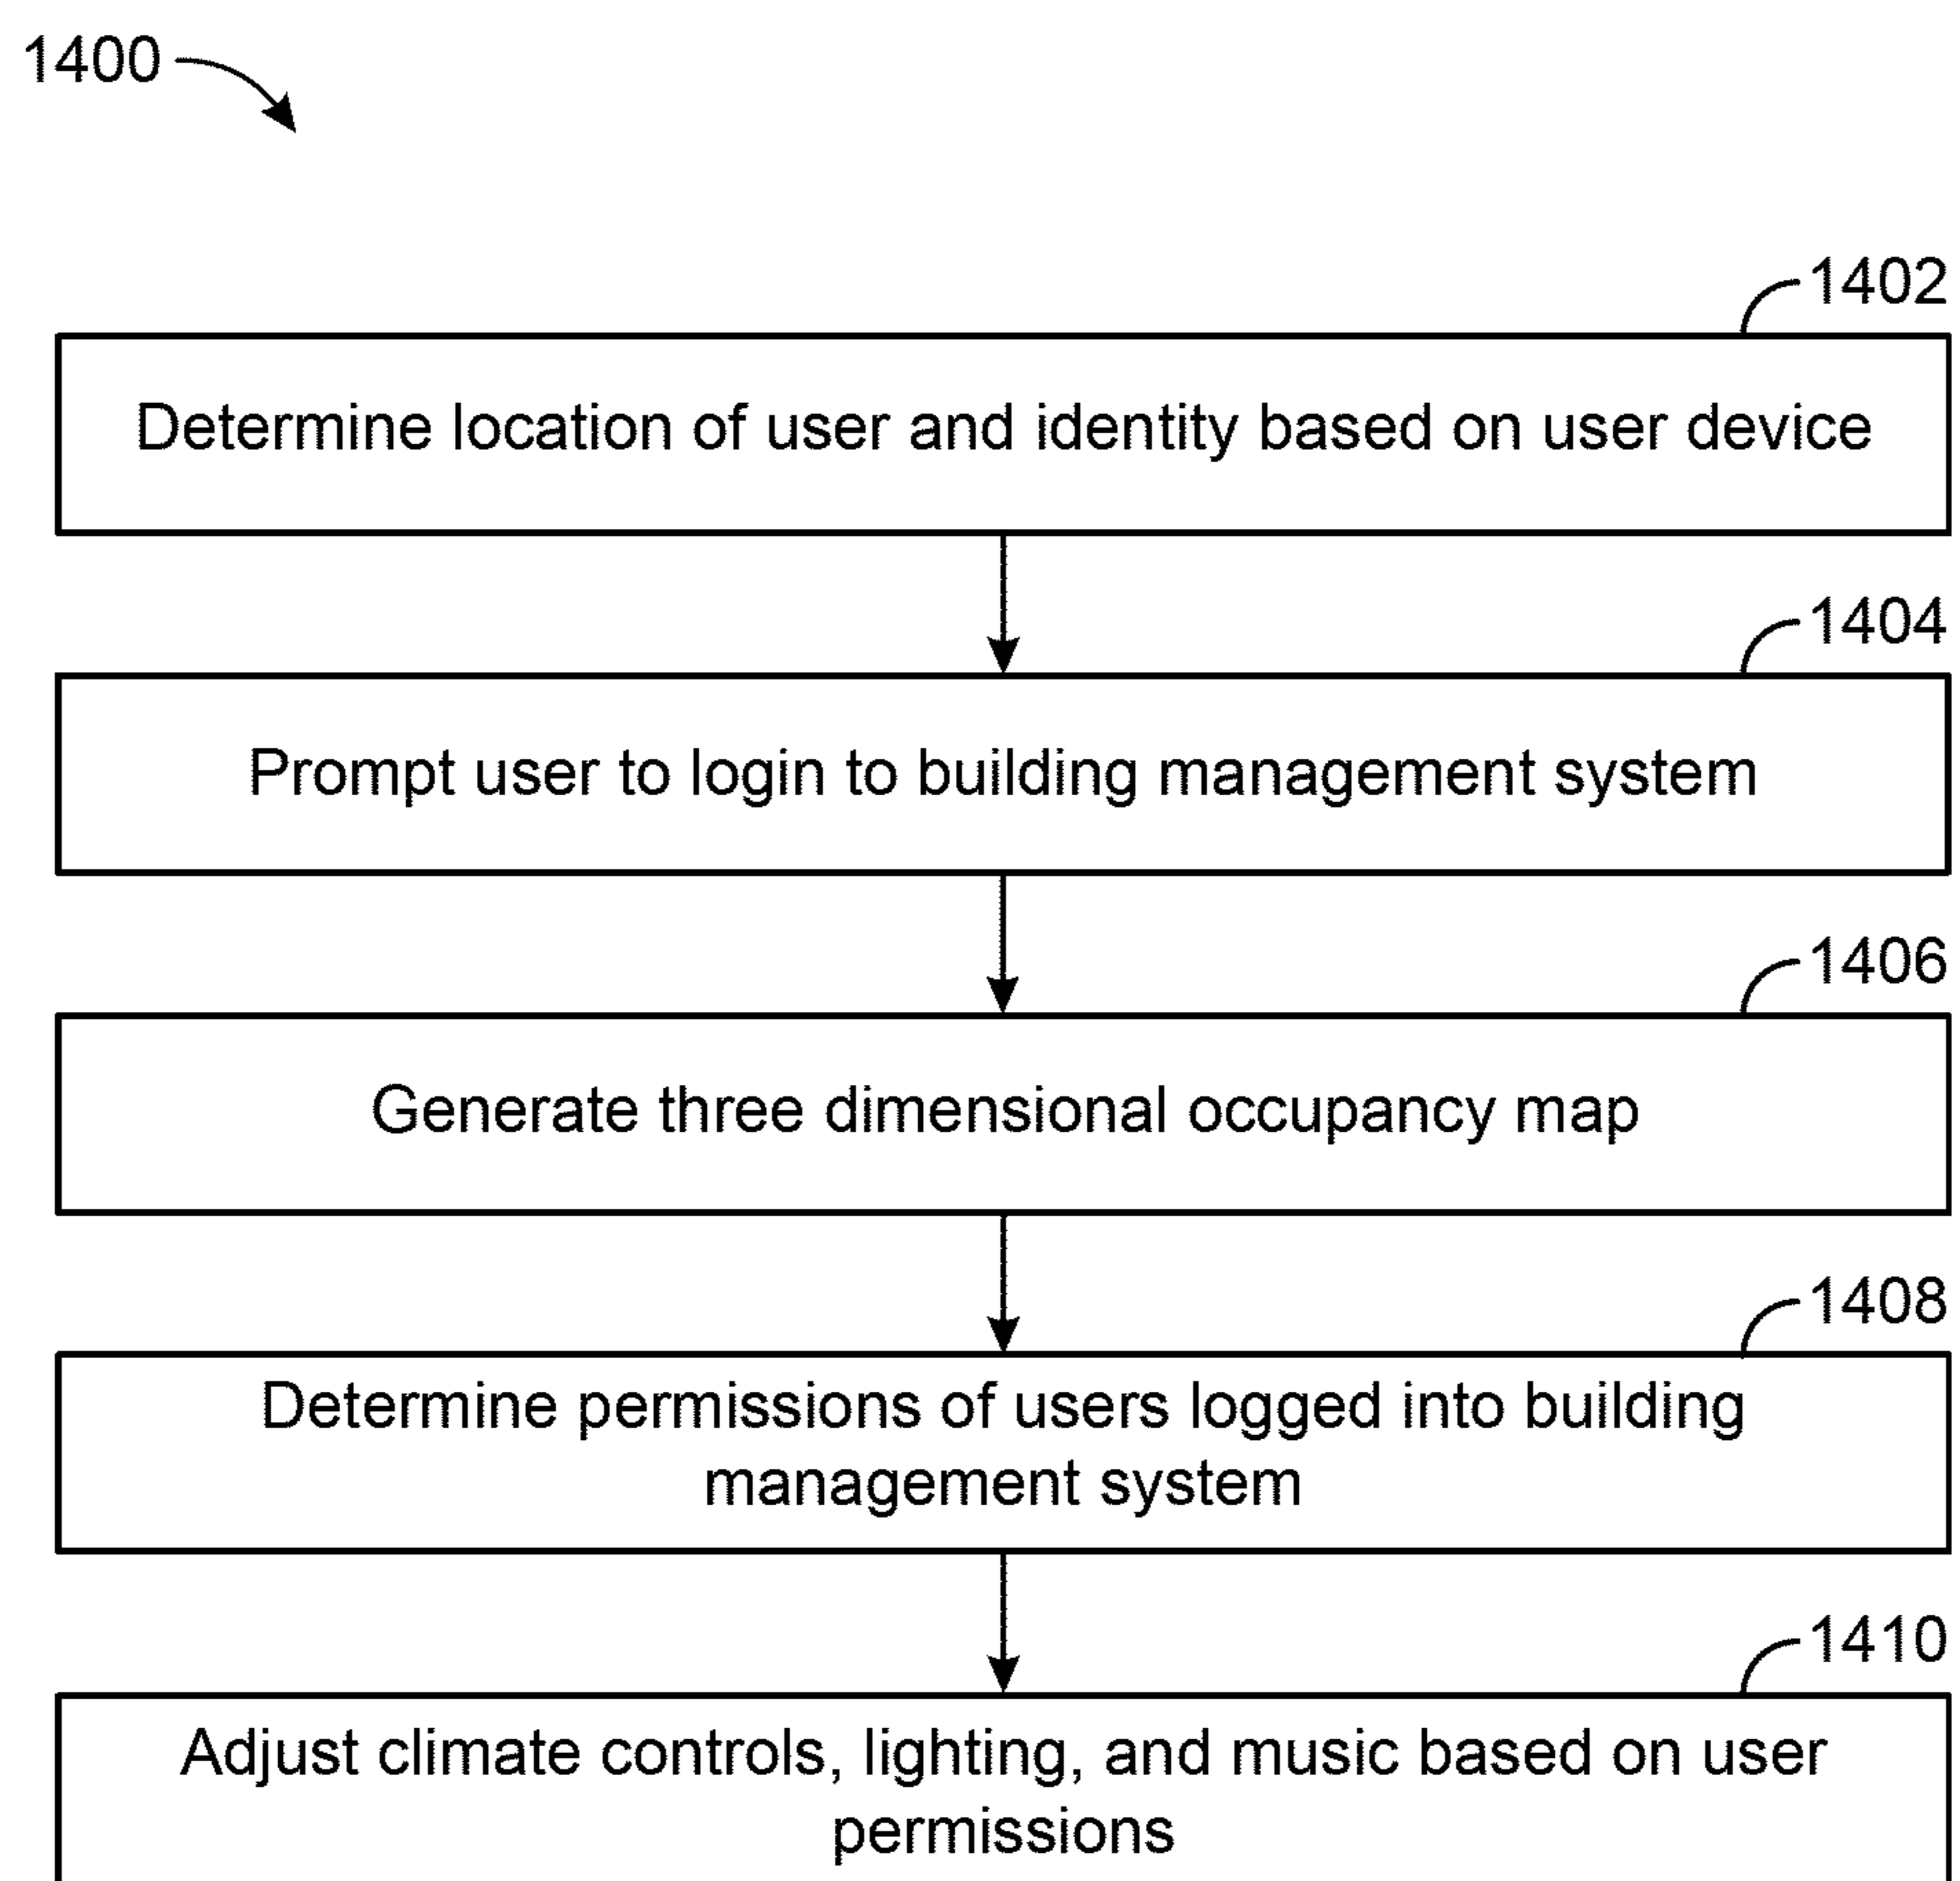 1400
1402
Determine location of user and identity based on user device
1404
Prompt user to login to building management system
1406
Generate three dimensional occupancy map
1408
Determine permissions of users logged into building
management system
1410
Adjust climate controls, lighting, and music based on user
permissions